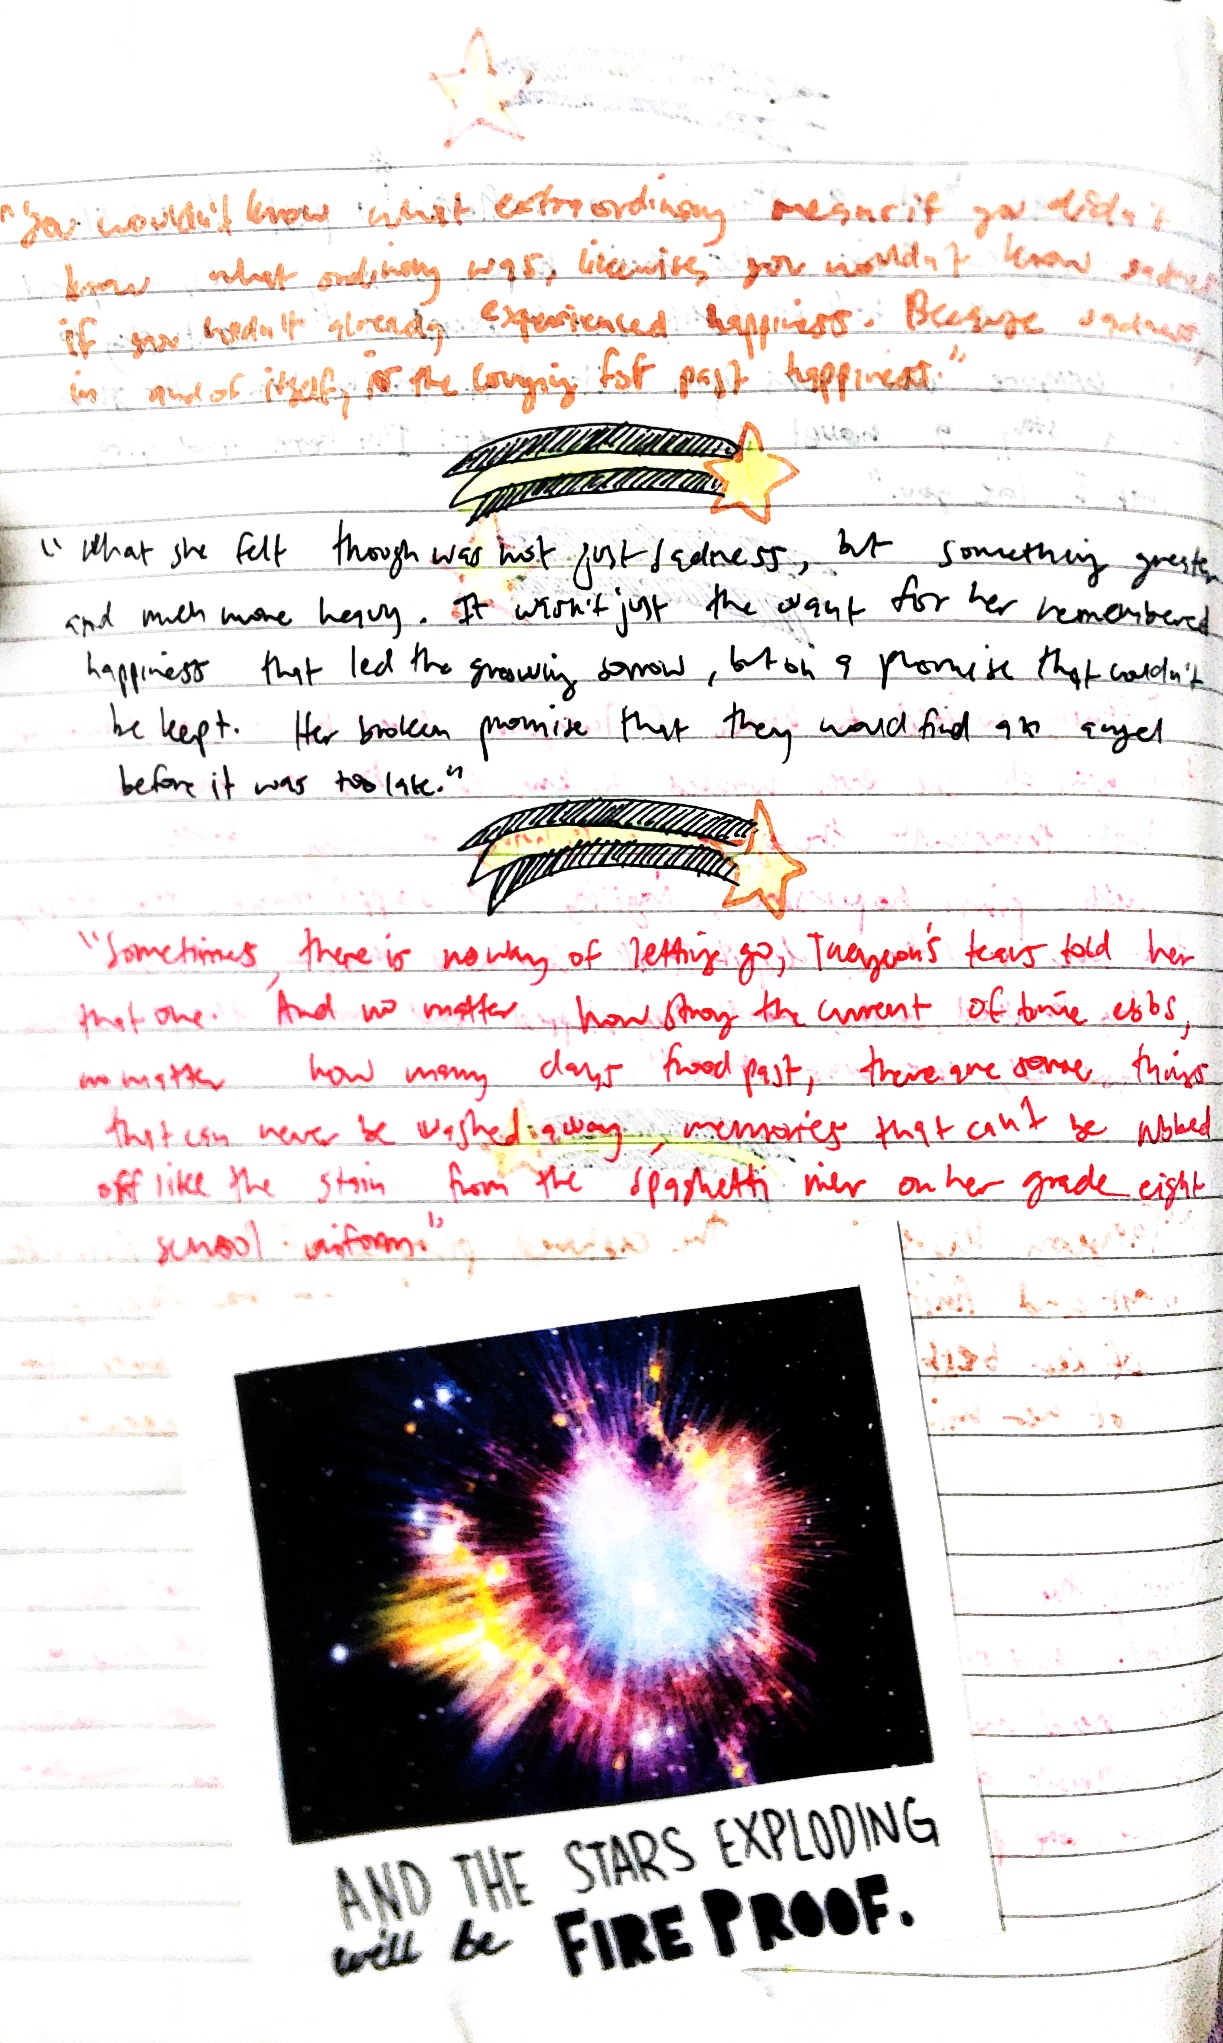 "You wouldn't know what extraordinary means if you didn't
know what ordinary was, likewise, you wouldn't know sadness
if you hadn't already experienced happiness. Because sadness,
in and of itself, is the longing for past happiness."
"What she felt though was not just sadness, but something greater
and much more heavy. It wasn't just the want for her remembered
happiness that led the growing sorrow, but on a promise that couldn't
be kept. Her broken promise that they would find an angel
before it was too late."
"Sometimes, there is no way of letting go, Taeyeon's tears told her
that one. And no matter how strong the current of time ebbs,
no matter how many days flood past, there are some things
that can never be washed away, memories that can't be rubbed
off like the stain from the spaghetti on her grade eight
school uniform."
AND THE STARS EXPLODING
will be FIRE PROOF.